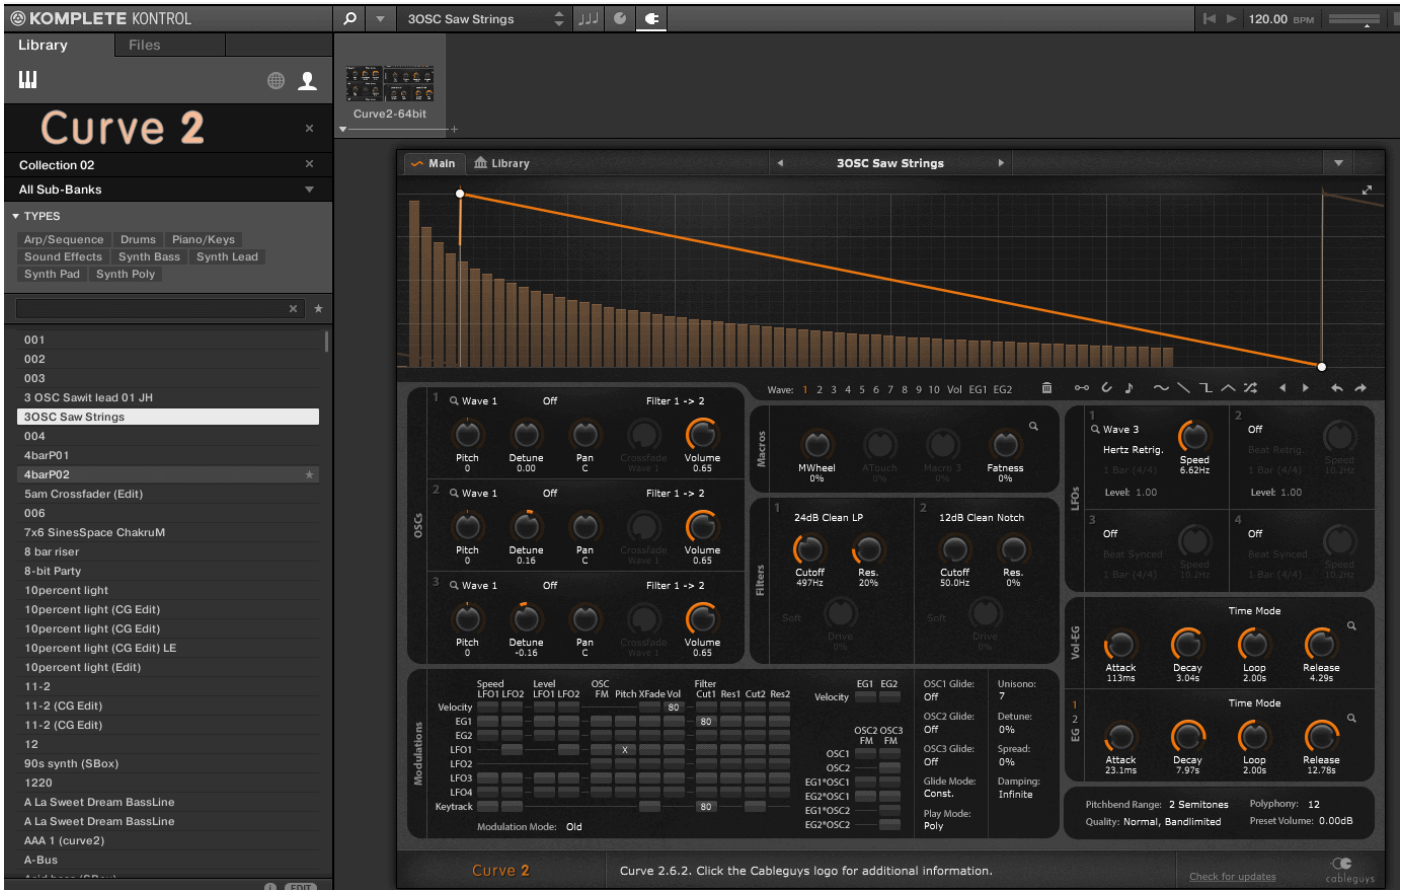 KOMPLETE KONTROL
3OSC Saw Strings
120.00 BPM
Library
Files
Curve 2
Collection 02
All Sub-Banks
TYPES
Arp/Sequence Drums Piano/Keys
Sound Effects Synth Bass Synth Lead
Synth Pad Synth Poly
001
002
003
3 OSC Sawit lead 01 JH
3OSC Saw Strings
004
4barP01
4barP02
5am Crossfader (Edit)
006
7x6 SinesSpace ChakruM
8 bar riser
8-bit Party
10percent light
10percent light (CG Edit)
10percent light (CG Edit)
10percent light (CG Edit) LE
10percent light (Edit)
11-2
11-2 (CG Edit)
11-2 (CG Edit)
12
90s synth (SBox)
1220
A La Sweet Dream BassLine
A La Sweet Dream BassLine
AAA 1 (curve2)
A-Bus
EDIT
Curve2-64bit
Main
Library
3OSC Saw Strings
Wave: 1 2 3 4 5 6 7 8 9 10 Vol EG1 EG2
OSCs
1 Wave 1 Off Filter 1 -> 2
Pitch Detune Pan Crossfade Volume
0 0.00 C Wave 1 0.65
2 Wave 1 Off Filter 1 -> 2
Pitch Detune Pan Crossfade Volume
0 0.16 C Wave 1 0.65
3 Wave 1 Off Filter 1 -> 2
Pitch Detune Pan Crossfade Volume
0 -0.16 C Wave 1 0.65
Macros
MWheel ATouch Macro 3 Fatness
0% 0% 0% 0%
Filters
1 2
24dB Clean LP 12dB Clean Notch
Cutoff Res. Cutoff Res.
497Hz 20% 50.0Hz 0%
Soft Soft
Drive Drive
0% 0%
LFOs
1 2
Wave 3 Off
Hertz Retrig. Speed Beat Retrig. Speed
1 Bar (4/4) 6.62Hz 1 Bar (4/4) 10.2Hz
Level: 1.00 Level: 1.00
3 4
Off Off
Beat Synced Speed Beat Synced Speed
1 Bar (4/4) 10.2Hz 1 Bar (4/4) 10.2Hz
Vol-EG
Time Mode
Attack Decay Loop Release
113ms 3.04s 2.00s 4.29s
1
2
EG
Time Mode
Attack Decay Loop Release
23.1ms 7.97s 2.00s 12.78s
Modulations
Speed Level OSC Filter
LFO1 LFO2 LFO1 LFO2 FM Pitch XFade Vol Cut1 Res1 Cut2 Res2
Velocity 80
EG1 80
EG2
LFO1 X
LFO2
LFO3
LFO4
Keytrack 80
Modulation Mode: Old
EG1 EG2
Velocity
OSC2 OSC3
FM FM
OSC1
OSC2
EG1*OSC1
EG2*OSC1
EG1*OSC2
EG2*OSC2
OSC1 Glide:
Off
OSC2 Glide:
Off
OSC3 Glide:
Off
Glide Mode:
Const.
Play Mode:
Poly
Unisono:
7
Detune:
0%
Spread:
0%
Damping:
Infinite
Pitchbend Range: 2 Semitones Polyphony: 12
Quality: Normal, Bandlimited Preset Volume: 0.00dB
Curve 2
Curve 2.6.2. Click the Cableguys logo for additional information.
Check for updates
cableguys